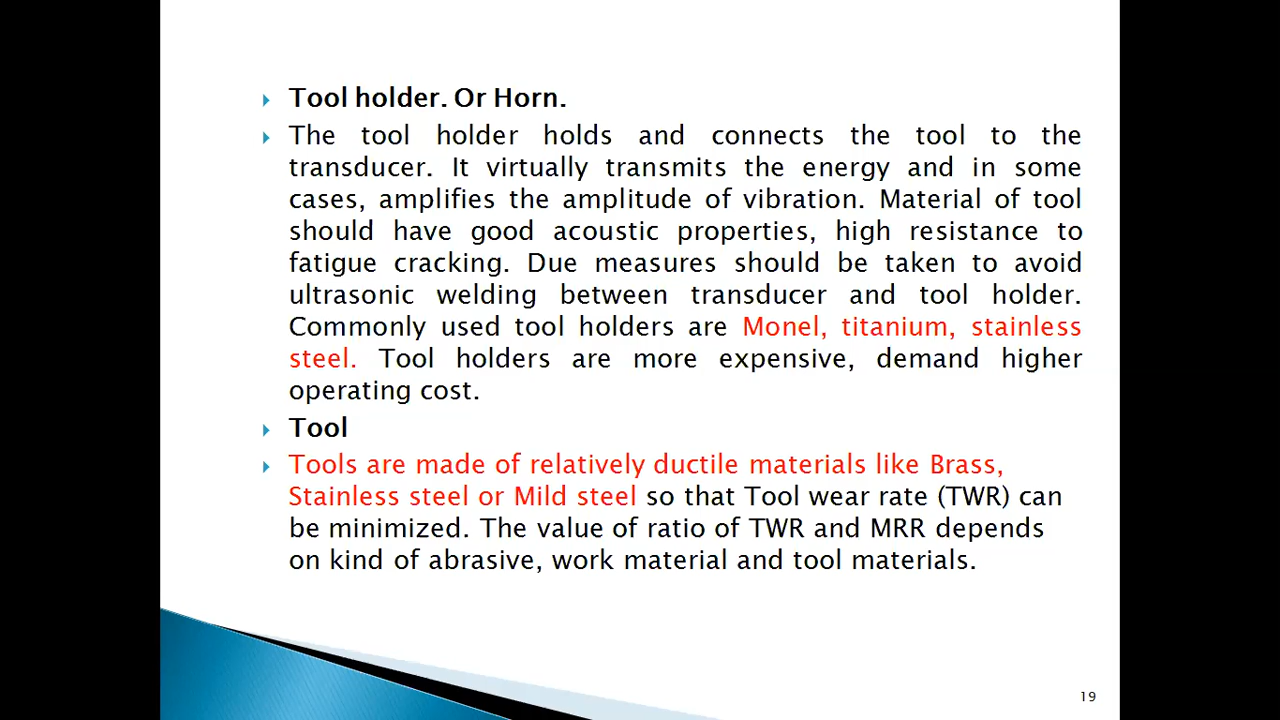 Tool holder. Or Horn.
The tool holder holds and connects the tool to the
transducer. It virtually transmits the energy and in some
cases, amplifies the amplitude of vibration. Material of tool
should have good acoustic properties, high resistance to
fatigue cracking. Due measures should be taken to avoid
ultrasonic welding between transducer and tool holder.
Commonly used tool holders are Monel, titanium, stainless
steel. Tool holders are more expensive, demand higher
operating cost.
Tool
Tools are made of relatively ductile materials like Brass,
Stainless steel or Mild steel so that Tool wear rate (TWR) can
be minimized. The value of ratio of TWR and MRR depends
on kind of abrasive, work material and tool materials.
19